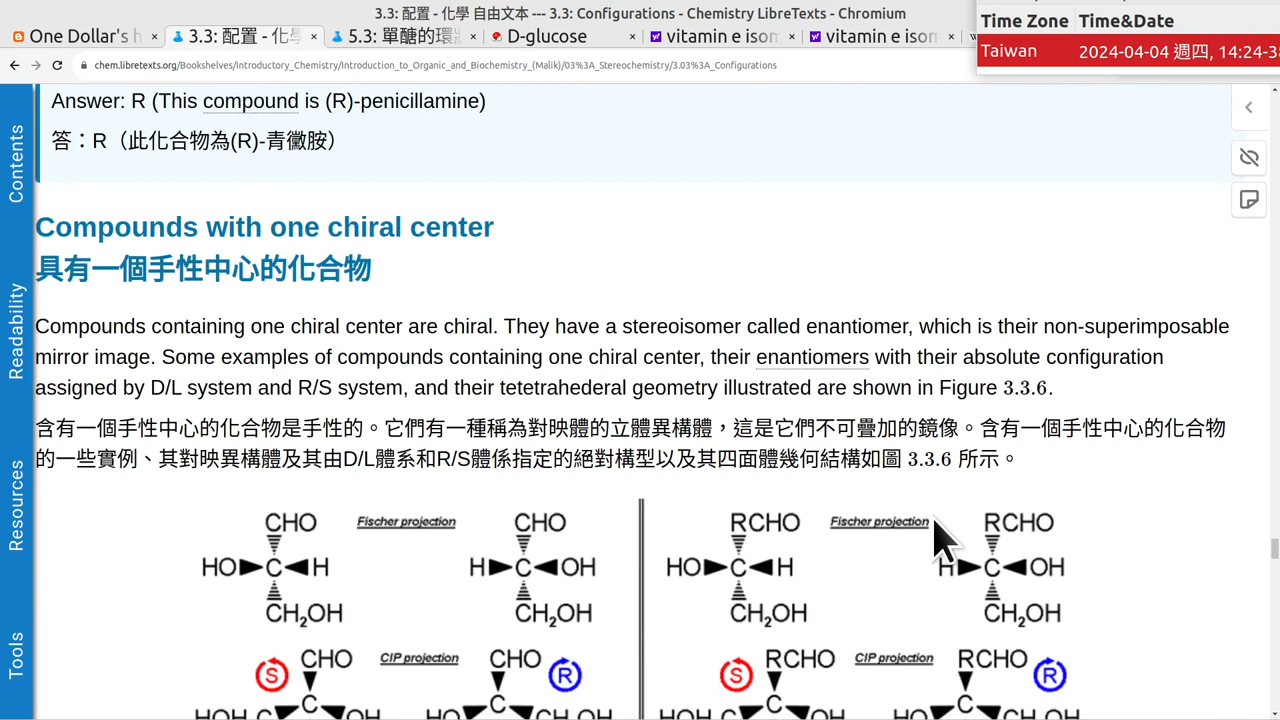 3.3: 配置 - 化學 自由文本 --- 3.3: Configurations - Chemistry LibreTexts - Chromium
Time Zone Time&Date
One Dollar's h × 3.3: 配置 - 化學 × 5.3: 單醣的環 × D-glucose × vitamin e isom × vitamin e isom ×
Taiwan 2024-04-04 週四, 14:24-38
chem.libretexts.org/Bookshelves/Introductory_Chemistry/Introduction_to_Organic_and_Biochemistry_(Malik)/03%3A_Stereochemistry/3.03%3A_Configurations
Contents
Readability
Resources
Tools
Answer: R (This compound is (R)-penicillamine)
答：R（此化合物為(R)-青黴胺）
Compounds with one chiral center
具有一個手性中心的化合物
Compounds containing one chiral center are chiral. They have a stereoisomer called enantiomer, which is their non-superimposable
mirror image. Some examples of compounds containing one chiral center, their enantiomers with their absolute configuration
assigned by D/L system and R/S system, and their tetetrahederal geometry illustrated are shown in Figure 3.3.6.
含有一個手性中心的化合物是手性的。它們有一種稱為對映體的立體異構體，這是它們不可疊加的鏡像。含有一個手性中心的化合物
的一些實例、其對映異構體及其由D/L體系和R/S體係指定的絕對構型以及其四面體幾何結構如圖 3.3.6 所示。
CHO Fischer projection CHO RCHO Fischer projection RCHO
HO C H H C OH HO C H H C OH
CH2OH CH2OH CH2OH CH2OH
S CHO CIP projection CHO R S RCHO CIP projection RCHO R
C C C C